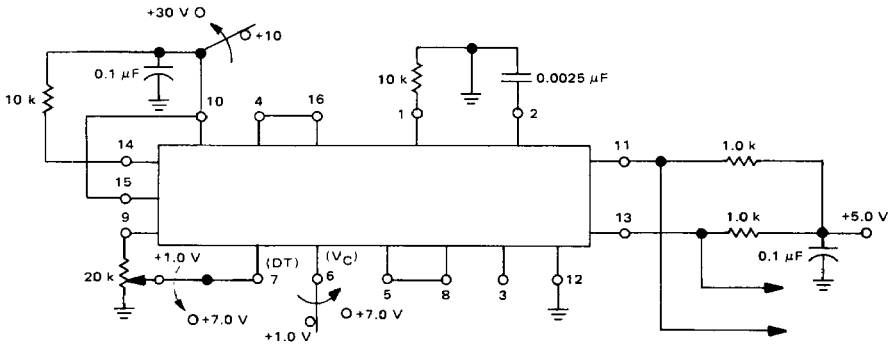 +30 V
+10
0.1 μF
10 k
10
4
16
10 k
0.0025 μF
1
2
14
15
9
11
1.0 k
13
1.0 k
+5.0 V
0.1 μF
+1.0 V
(DT)
(VC)
20 k
7
6
5
8
3
12
+7.0 V
+7.0 V
+1.0 V